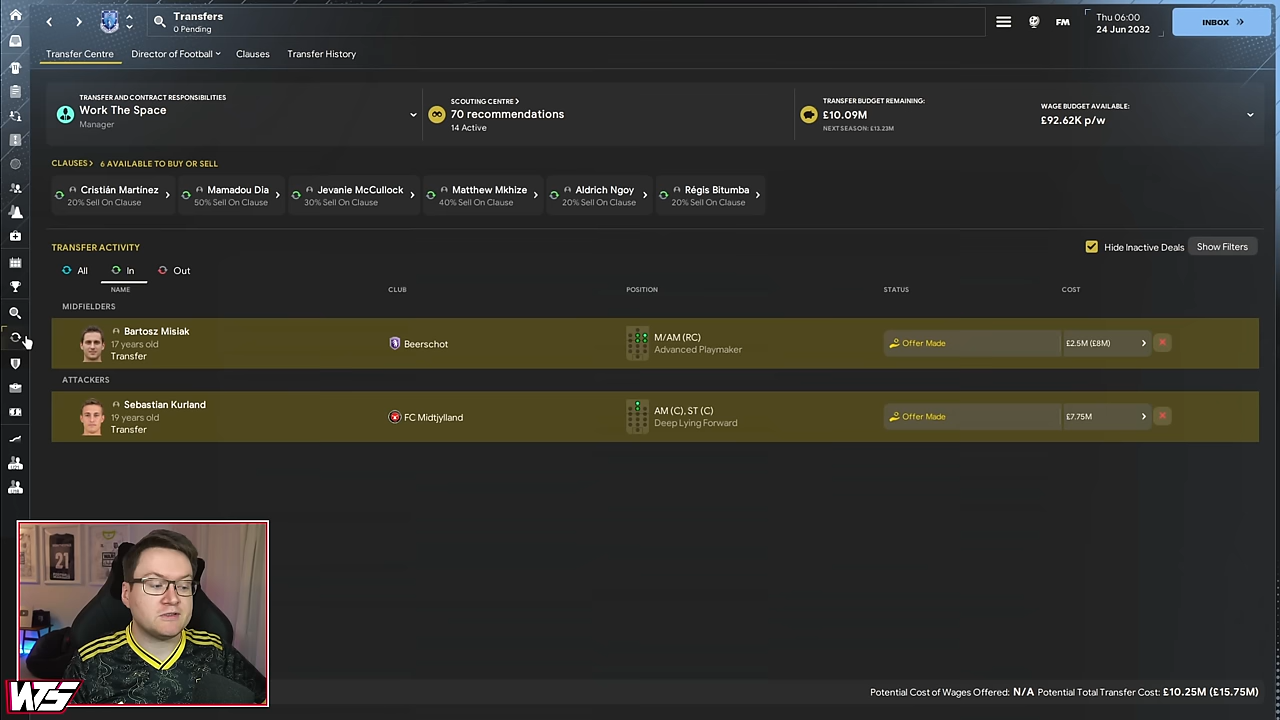 Transfers
0 Pending
FM
Thu 06:00
24 Jun 2032
INBOX
Transfer Centre
Director of Football
Clauses
Transfer History
TRANSFER AND CONTRACT RESPONSIBILITIES
Work The Space
Manager
SCOUTING CENTRE >
70 recommendations
14 Active
TRANSFER BUDGET REMAINING:
£10.09M
NEXT SEASON: £13.23M
WAGE BUDGET AVAILABLE:
£92.62K p/w
CLAUSES > 6 AVAILABLE TO BUY OR SELL
Cristián Martínez
20% Sell On Clause
Mamadou Dia
50% Sell On Clause
Jevanie McCullock
30% Sell On Clause
Matthew Mkhize
40% Sell On Clause
Aldrich Ngoy
20% Sell On Clause
Régis Bitumba
20% Sell On Clause
TRANSFER ACTIVITY
Hide Inactive Deals
Show Filters
All
In
Out
NAME
CLUB
POSITION
STATUS
COST
MIDFIELDERS
Bartosz Misiak
17 years old
Transfer
Beerschot
M/AM (RC)
Advanced Playmaker
Offer Made
£2.5M (£8M)
ATTACKERS
Sebastian Kurland
19 years old
Transfer
FC Midtjylland
AM (C), ST (C)
Deep Lying Forward
Offer Made
£7.75M
21
WTS
Potential Cost of Wages Offered: N/A Potential Total Transfer Cost: £10.25M (£15.75M)